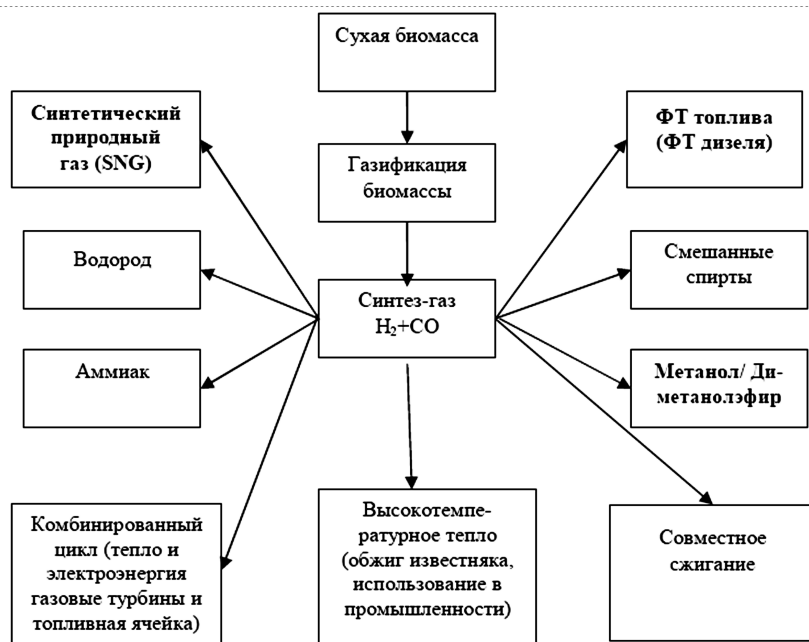 Сухая биомасса
Синтетический
природный
газ (SNG)
Газификация
биомассы
ФТ топлива
(ФТ дизеля)
Водород
Синтез-газ
H₂+CO
Смешанные
спирты
Аммиак
Метанол/ Ди-
метанолэфир
Комбинированный
цикл (тепло и
электроэнергия
газовые турбины и
топливная ячейка)
Высокотемпе-
ратурное тепло
(обжиг известняка,
использование в
промышленности)
Совместное
сжигание